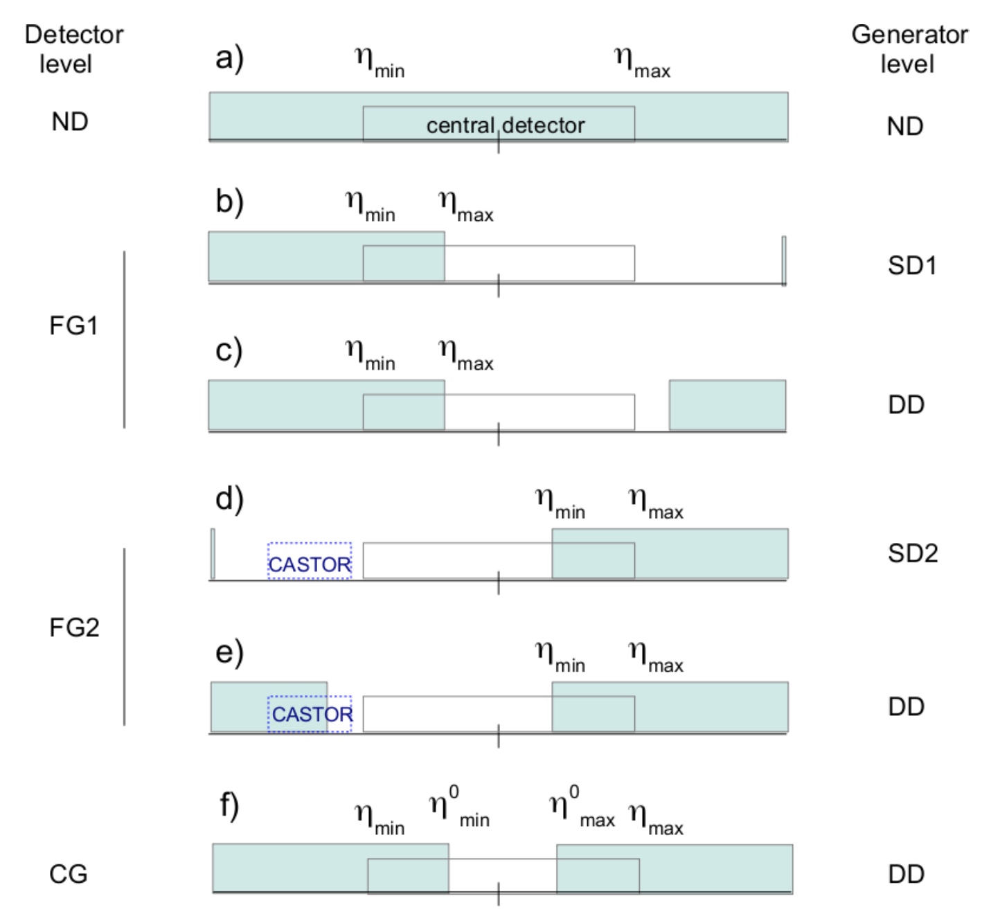 Detector
level
Generator
level
a) ηmin ηmax
ND central detector ND
b) ηmin ηmax
SD1
FG1
c) ηmin ηmax
DD
d) ηmin ηmax
CASTOR SD2
FG2
e) ηmin ηmax
CASTOR DD
f) ηmin η⁰min η⁰max ηmax
CG DD